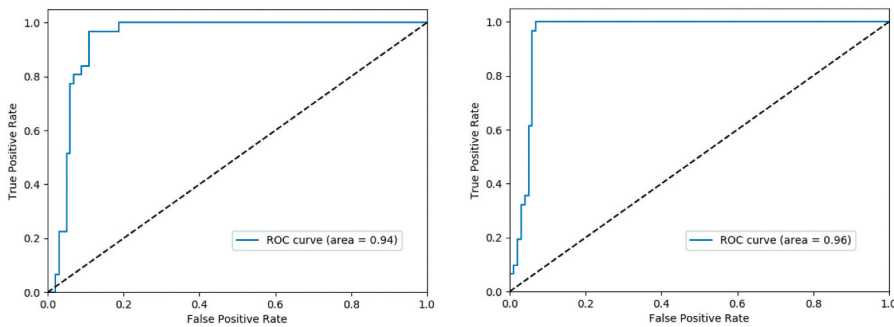 1.0
0.8
0.6
0.4
0.2
0.0
True Positive Rate
ROC curve (area = 0.94)
0.0 0.2 0.4 0.6 0.8 1.0
False Positive Rate
1.0
0.8
0.6
0.4
0.2
0.0
True Positive Rate
ROC curve (area = 0.96)
0.0 0.2 0.4 0.6 0.8 1.0
False Positive Rate